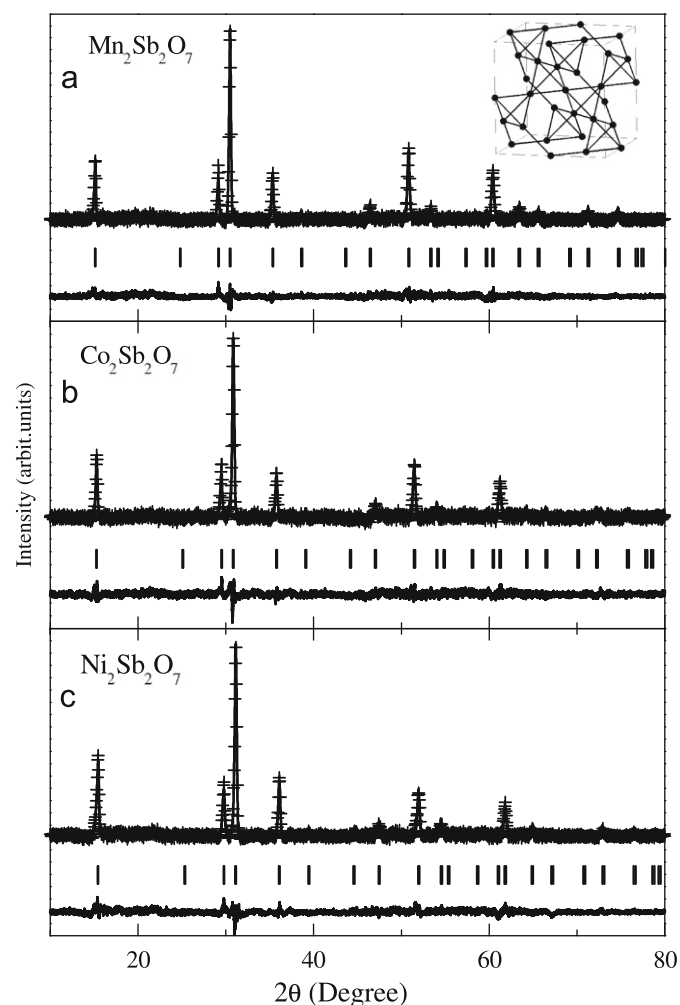 a
Mn₂Sb₂O₇
Co₂Sb₂O₇
b
Ni₂Sb₂O₇
c
Intensity (arbit.units)
20 40 60 80
2θ (Degree)